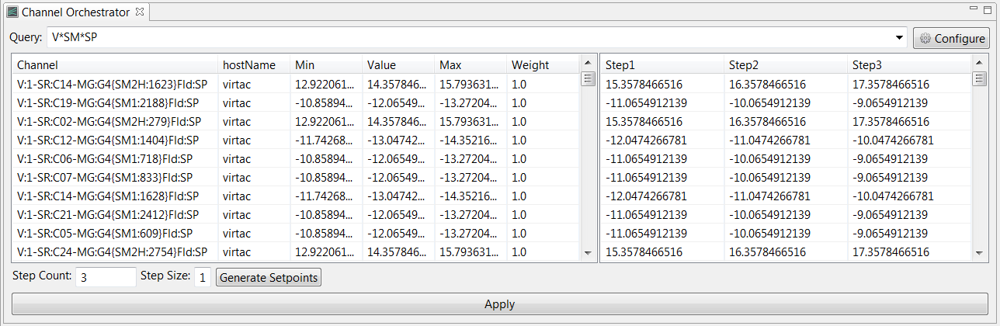 Channel Orchestrator
Query: V*SM*SP Configure
Channel hostName Min Value Max Weight Step1 Step2 Step3
V:1-SR:C14-MG:G4{SM2H:1623}Fld:SP virtac 12.922061... 14.357846... 15.793631... 1.0 15.3578466516 16.3578466516 17.3578466516
V:1-SR:C19-MG:G4{SM1:2188}Fld:SP virtac -10.85894... -12.06549... -13.27204... 1.0 -11.0654912139 -10.0654912139 -9.0654912139
V:1-SR:C02-MG:G4{SM2H:279}Fld:SP virtac 12.922061... 14.357846... 15.793631... 1.0 15.3578466516 16.3578466516 17.3578466516
V:1-SR:C12-MG:G4{SM1:1404}Fld:SP virtac -11.74268... -13.04742... -14.35216... 1.0 -12.0474266781 -11.0474266781 -10.0474266781
V:1-SR:C06-MG:G4{SM1:718}Fld:SP virtac -10.85894... -12.06549... -13.27204... 1.0 -11.0654912139 -10.0654912139 -9.0654912139
V:1-SR:C07-MG:G4{SM1:833}Fld:SP virtac -10.85894... -12.06549... -13.27204... 1.0 -11.0654912139 -10.0654912139 -9.0654912139
V:1-SR:C14-MG:G4{SM1:1628}Fld:SP virtac -11.74268... -13.04742... -14.35216... 1.0 -12.0474266781 -11.0474266781 -10.0474266781
V:1-SR:C21-MG:G4{SM1:2412}Fld:SP virtac -10.85894... -12.06549... -13.27204... 1.0 -11.0654912139 -10.0654912139 -9.0654912139
V:1-SR:C05-MG:G4{SM1:609}Fld:SP virtac -10.85894... -12.06549... -13.27204... 1.0 -11.0654912139 -10.0654912139 -9.0654912139
V:1-SR:C24-MG:G4{SM2H:2754}Fld:SP virtac 12.922061... 14.357846... 15.793631... 1.0 15.3578466516 16.3578466516 17.3578466516
Step Count: 3 Step Size: 1 Generate Setpoints
Apply